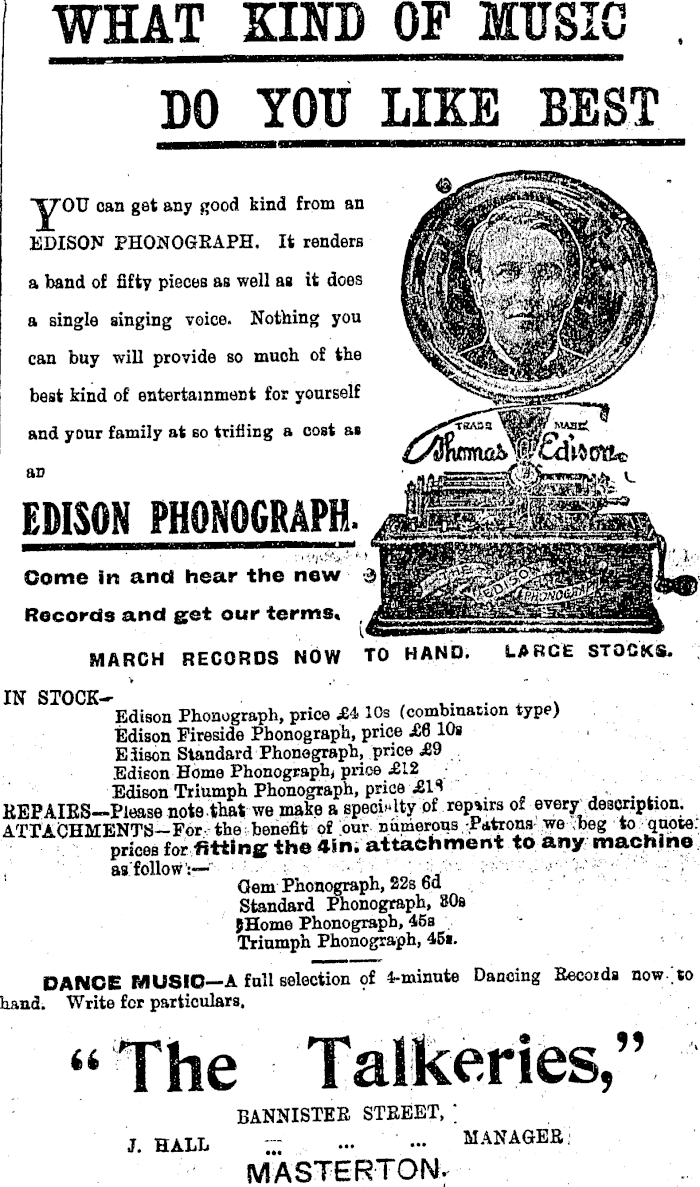 WHAT KIND OF MUSIC
DO YOU LIKE BEST
YOU can get any good kind from an
EDISON PHONOGRAPH. It renders
a band of fifty pieces as well as it does
a single singing voice. Nothing you
can buy will provide so much of the
best kind of entertainment for yourself
and your family at so trifling a cost as
an
EDISON PHONOGRAPH.
Come in and hear the new
Records and get our terms.
TRADE MARK
Thomas Edison
THE EDISON PHONOGRAPH
MARCH RECORDS NOW TO HAND. LARGE STOCKS.
IN STOCK—
Edison Phonograph, price £4 10s (combination type)
Edison Fireside Phonograph, price £6 10s
Edison Standard Phonograph, price £9
Edison Home Phonograph, price £12
Edison Triumph Phonograph, price
REPAIRS—Please note that we make a specialty of repairs of every description.
ATTACHMENTS—For the benefit of our numerous Patrons we beg to quote
prices for fitting the 4in. attachment to any machine
as follow:—
Gem Phonograph, 22s 6d
Standard Phonograph, 30s
Home Phonograph, 45s
Triumph Phonograph, 45s.
DANCE MUSIC—A full selection of 4-minute Dancing Records now to
hand. Write for particulars.
"The Talkeries,"
BANNISTER STREET,
J. HALL ... ... ... MANAGER
MASTERTON.